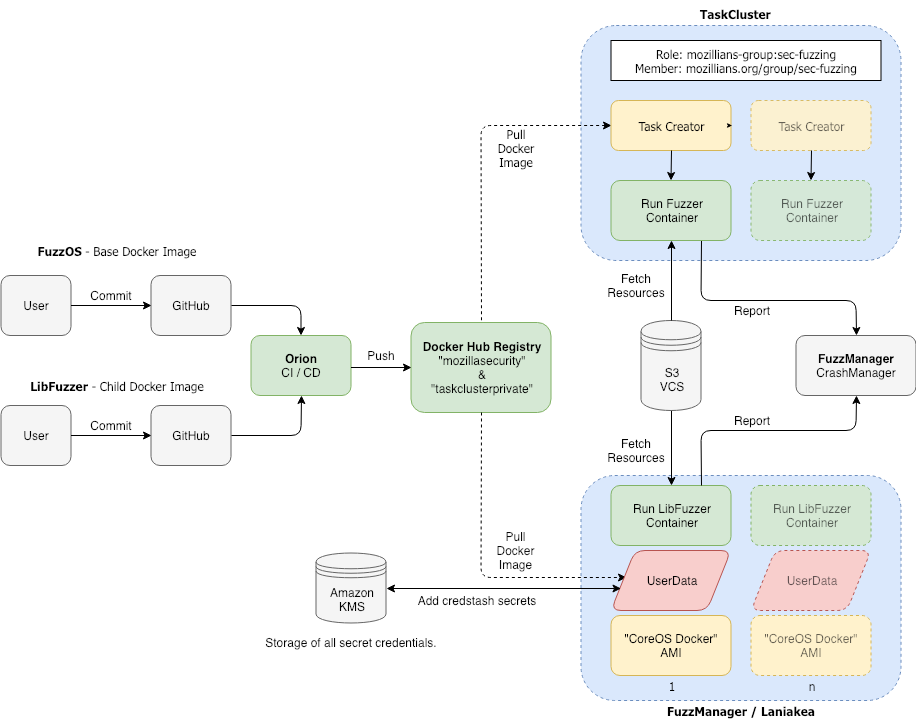 TaskCluster
Role: mozillians-group:sec-fuzzing
Member: mozillians.org/group/sec-fuzzing
Task Creator
Task Creator
Pull
Docker
Image
Run Fuzzer
Container
Run Fuzzer
Container
FuzzOS - Base Docker Image
User
Commit
GitHub
Fetch
Resources
Report
Orion
CI / CD
Push
Docker Hub Registry
"mozillasecurity"
&
"taskclusterprivate"
S3
VCS
FuzzManager
CrashManager
LibFuzzer - Child Docker Image
User
Commit
GitHub
Fetch
Resources
Report
Run LibFuzzer
Container
Run LibFuzzer
Container
Pull
Docker
Image
UserData
UserData
Amazon
KMS
Add credstash secrets
Storage of all secret credentials.
"CoreOS Docker"
AMI
"CoreOS Docker"
AMI
1
n
FuzzManager / Laniakea